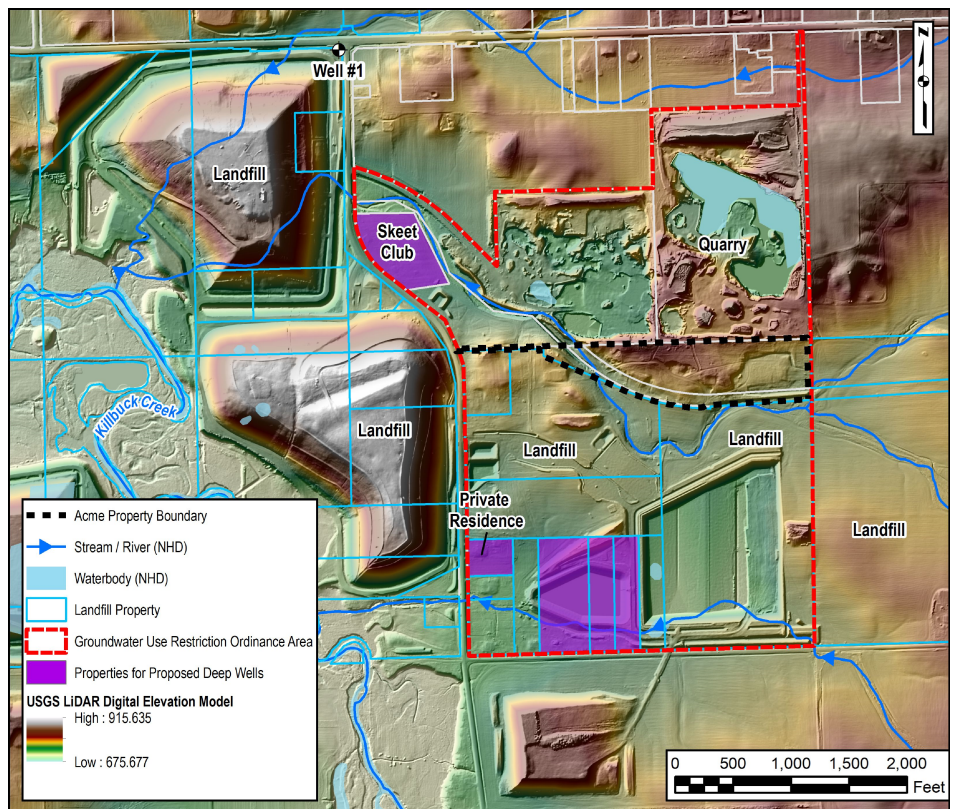 N
Well #1
Landfill
Skeet
Club
Quarry
Killbuck Creek
Landfill
Landfill
Landfill
Private
Residence
Landfill
Acme Property Boundary
Stream / River (NHD)
Waterbody (NHD)
Landfill Property
Groundwater Use Restriction Ordinance Area
Properties for Proposed Deep Wells
USGS LiDAR Digital Elevation Model
High : 915.635
Low : 675.677
0 500 1,000 1,500 2,000
Feet